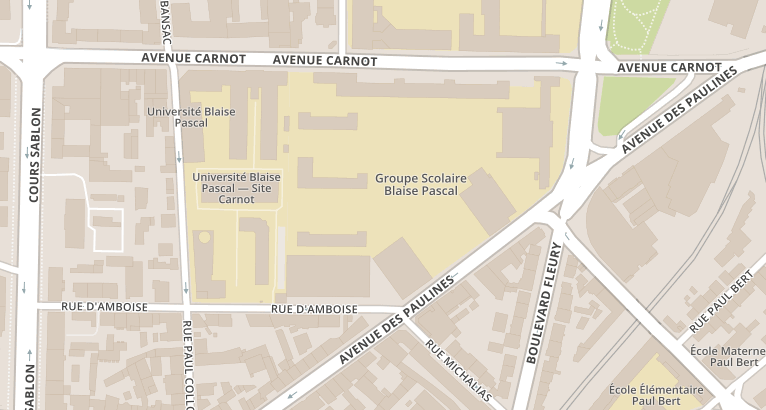 BANSAC
AVENUE CARNOT
AVENUE CARNOT
AVENUE CARNOT
AVENUE DES PAULINES
COURS SABLON
Université Blaise
Pascal
Université Blaise
Pascal — Site
Carnot
Groupe Scolaire
Blaise Pascal
RUE D'AMBOISE
RUE D'AMBOISE
AVENUE DES PAULINES
BOULEVARD FLEURY
RUE PAUL BERT
RUE PAUL COLLO
RUE MICHALIAS
SABLON
École Materne
Paul Bert
École Élémentaire
Paul Bert